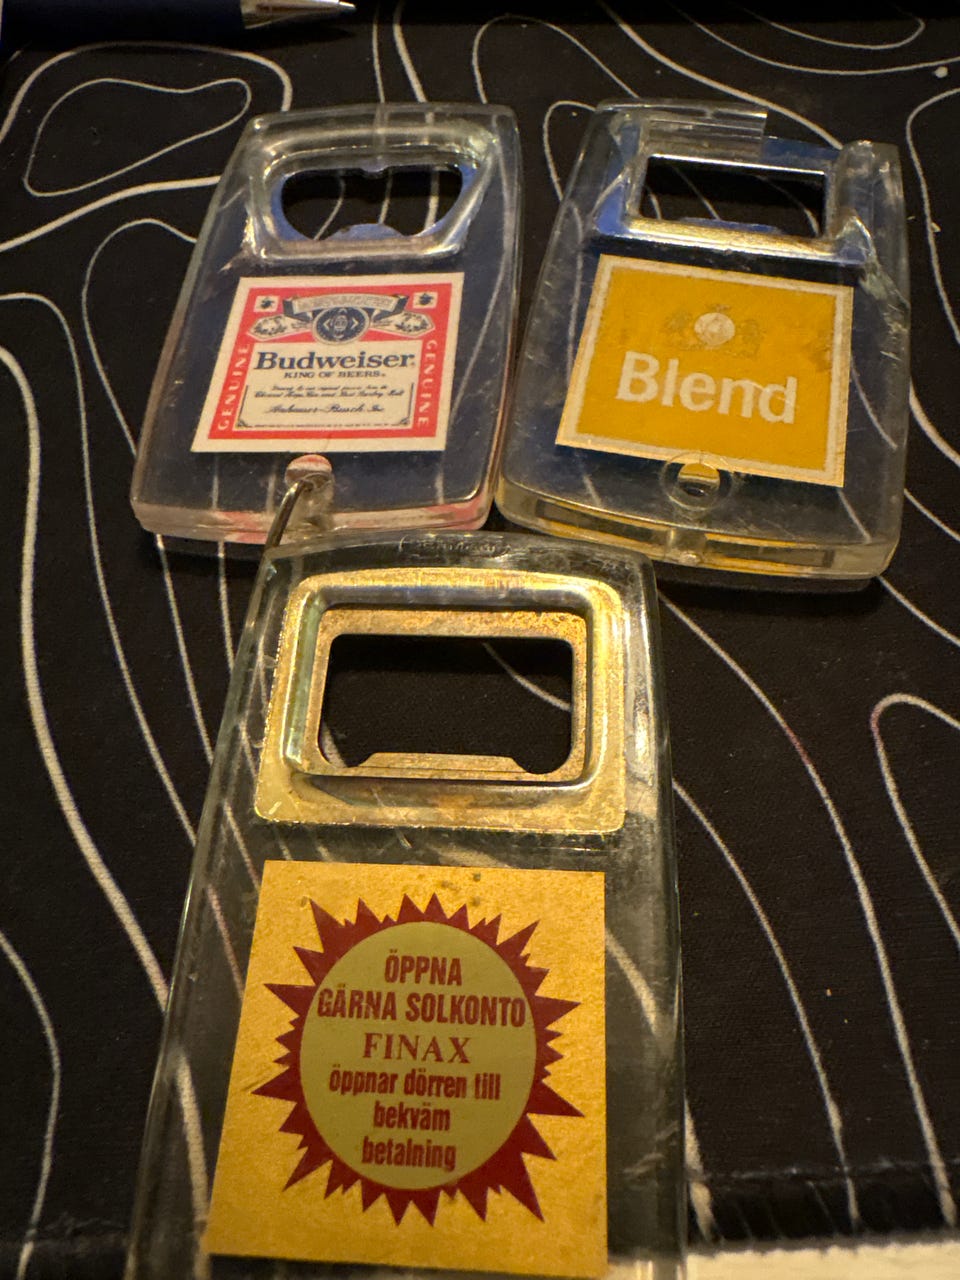 GENUINE
Budweiser
KING OF BEERS
Anheuser-Busch, Inc.
GENUINE
Blend
ÖPPNA
GÄRNA SOLKONTO
FINAX
öppnar dörren till
bekväm
betalning